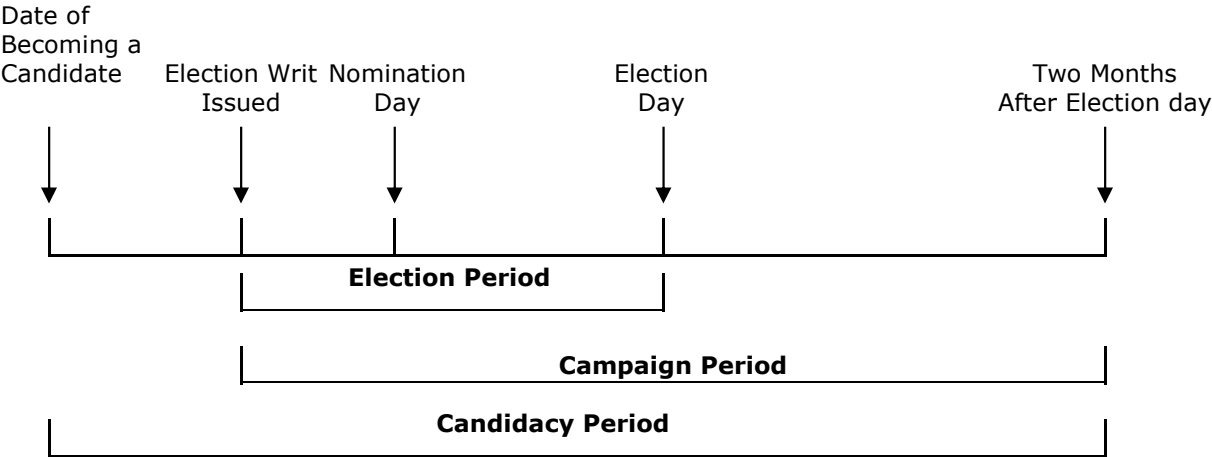 Date of
Becoming a
Candidate
Election Writ
Issued
Nomination
Day
Election
Day
Two Months
After Election day
Election Period
Campaign Period
Candidacy Period